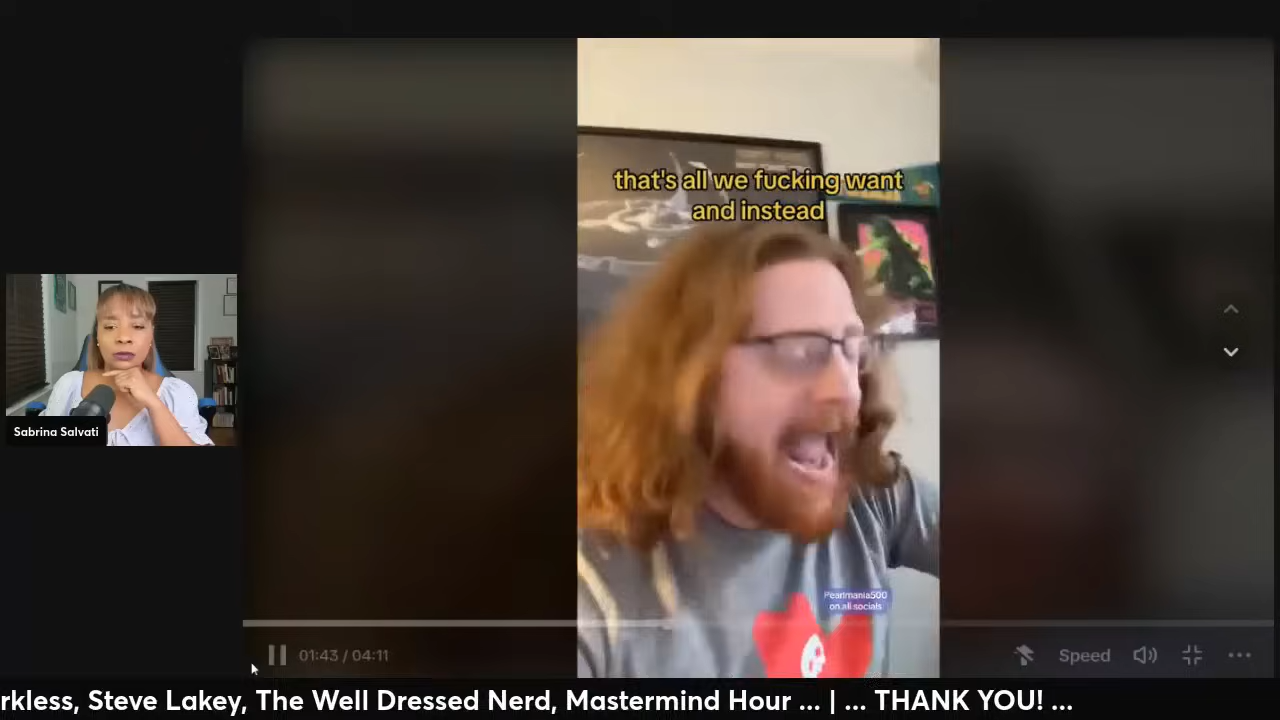 that's all we fucking want
and instead
Sabrina Salvati
Pearlmania500
on all socials
01:43 / 04:11
Speed
rkless, Steve Lakey, The Well Dressed Nerd, Mastermind Hour ... | ... THANK YOU! ...